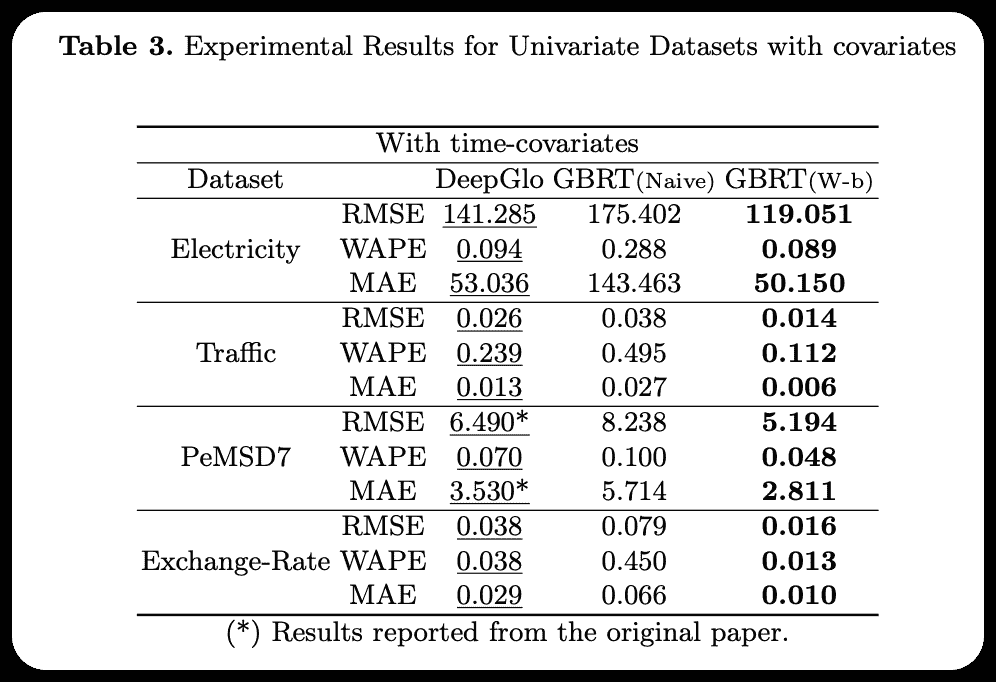 Table 3. Experimental Results for Univariate Datasets with covariates
With time-covariates
Dataset DeepGlo GBRT(Naive) GBRT(W-b)
RMSE 141.285 175.402 119.051
Electricity WAPE 0.094 0.288 0.089
MAE 53.036 143.463 50.150
RMSE 0.026 0.038 0.014
Traffic WAPE 0.239 0.495 0.112
MAE 0.013 0.027 0.006
RMSE 6.490* 8.238 5.194
PeMSD7 WAPE 0.070 0.100 0.048
MAE 3.530* 5.714 2.811
RMSE 0.038 0.079 0.016
Exchange-Rate WAPE 0.038 0.450 0.013
MAE 0.029 0.066 0.010
(*) Results reported from the original paper.